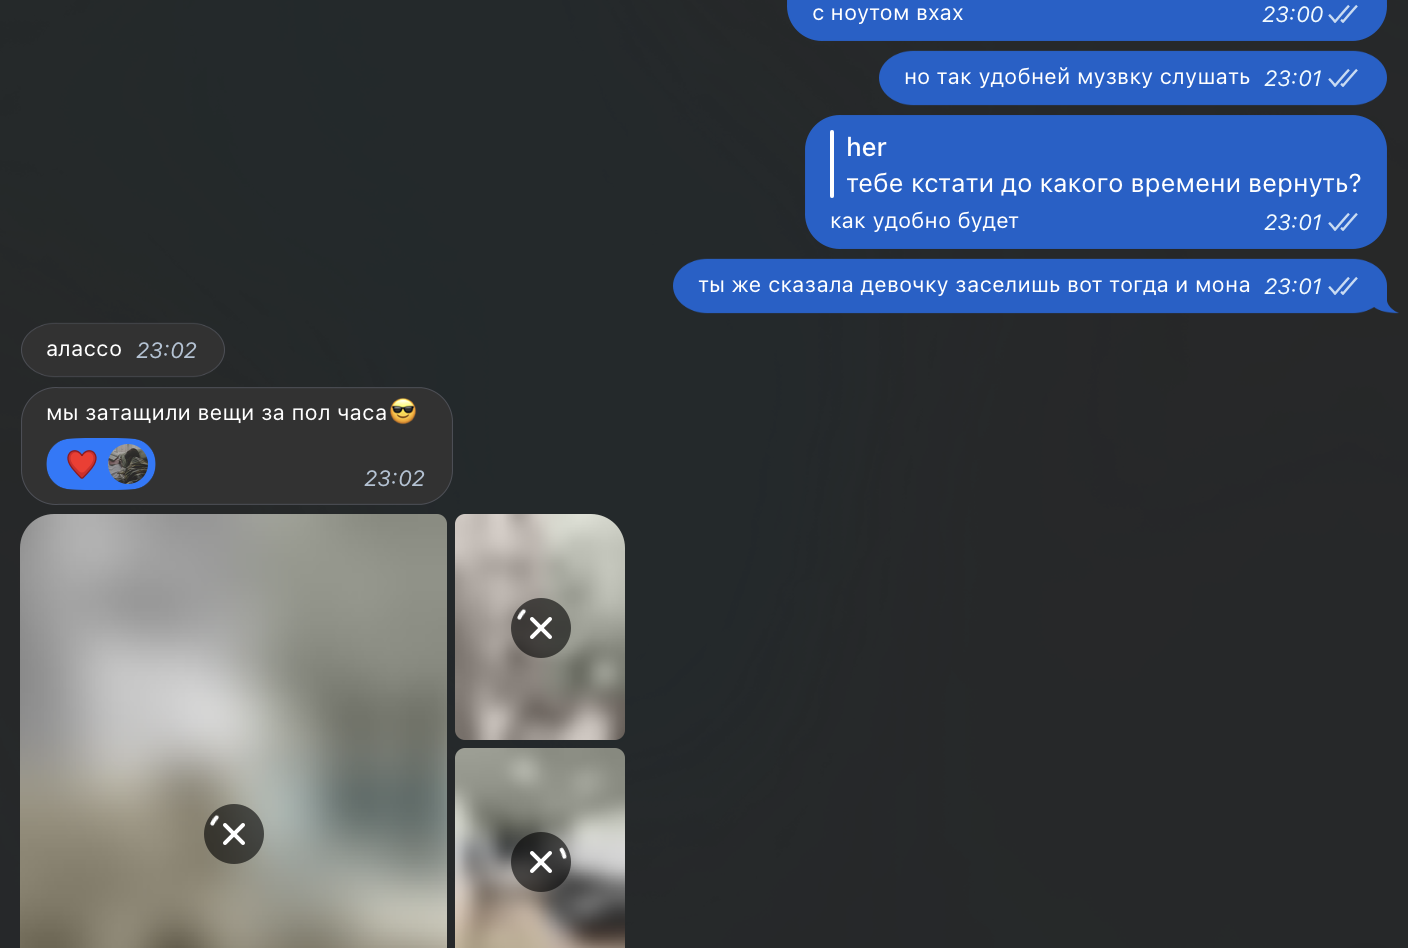 с ноутом вхах 23:00
но так удобней музвку слушать 23:01
her
тебе кстати до какого времени вернуть?
как удобно будет 23:01
ты же сказала девочку заселишь вот тогда и мона 23:01
алассо 23:02
мы затащили вещи за пол часа😎
23:02